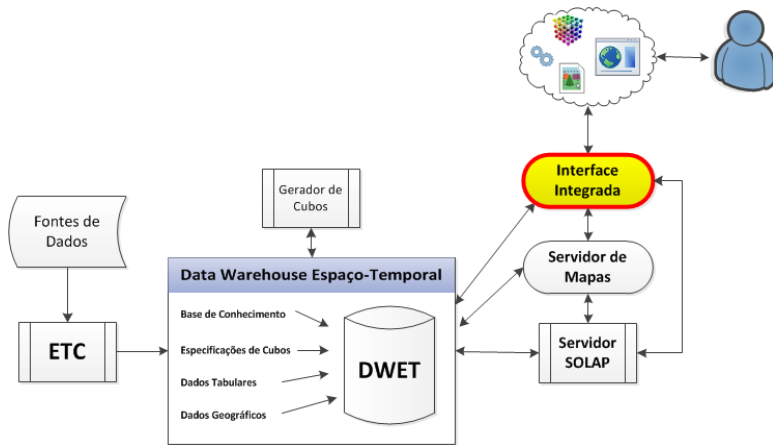 Interface
Integrada
Gerador de
Cubos
Fontes de
Dados
Servidor de
Mapas
Data Warehouse Espaço-Temporal
Base de Conhecimento
Especificações de Cubos
Dados Tabulares
Dados Geográficos
DWET
ETC
Servidor
SOLAP